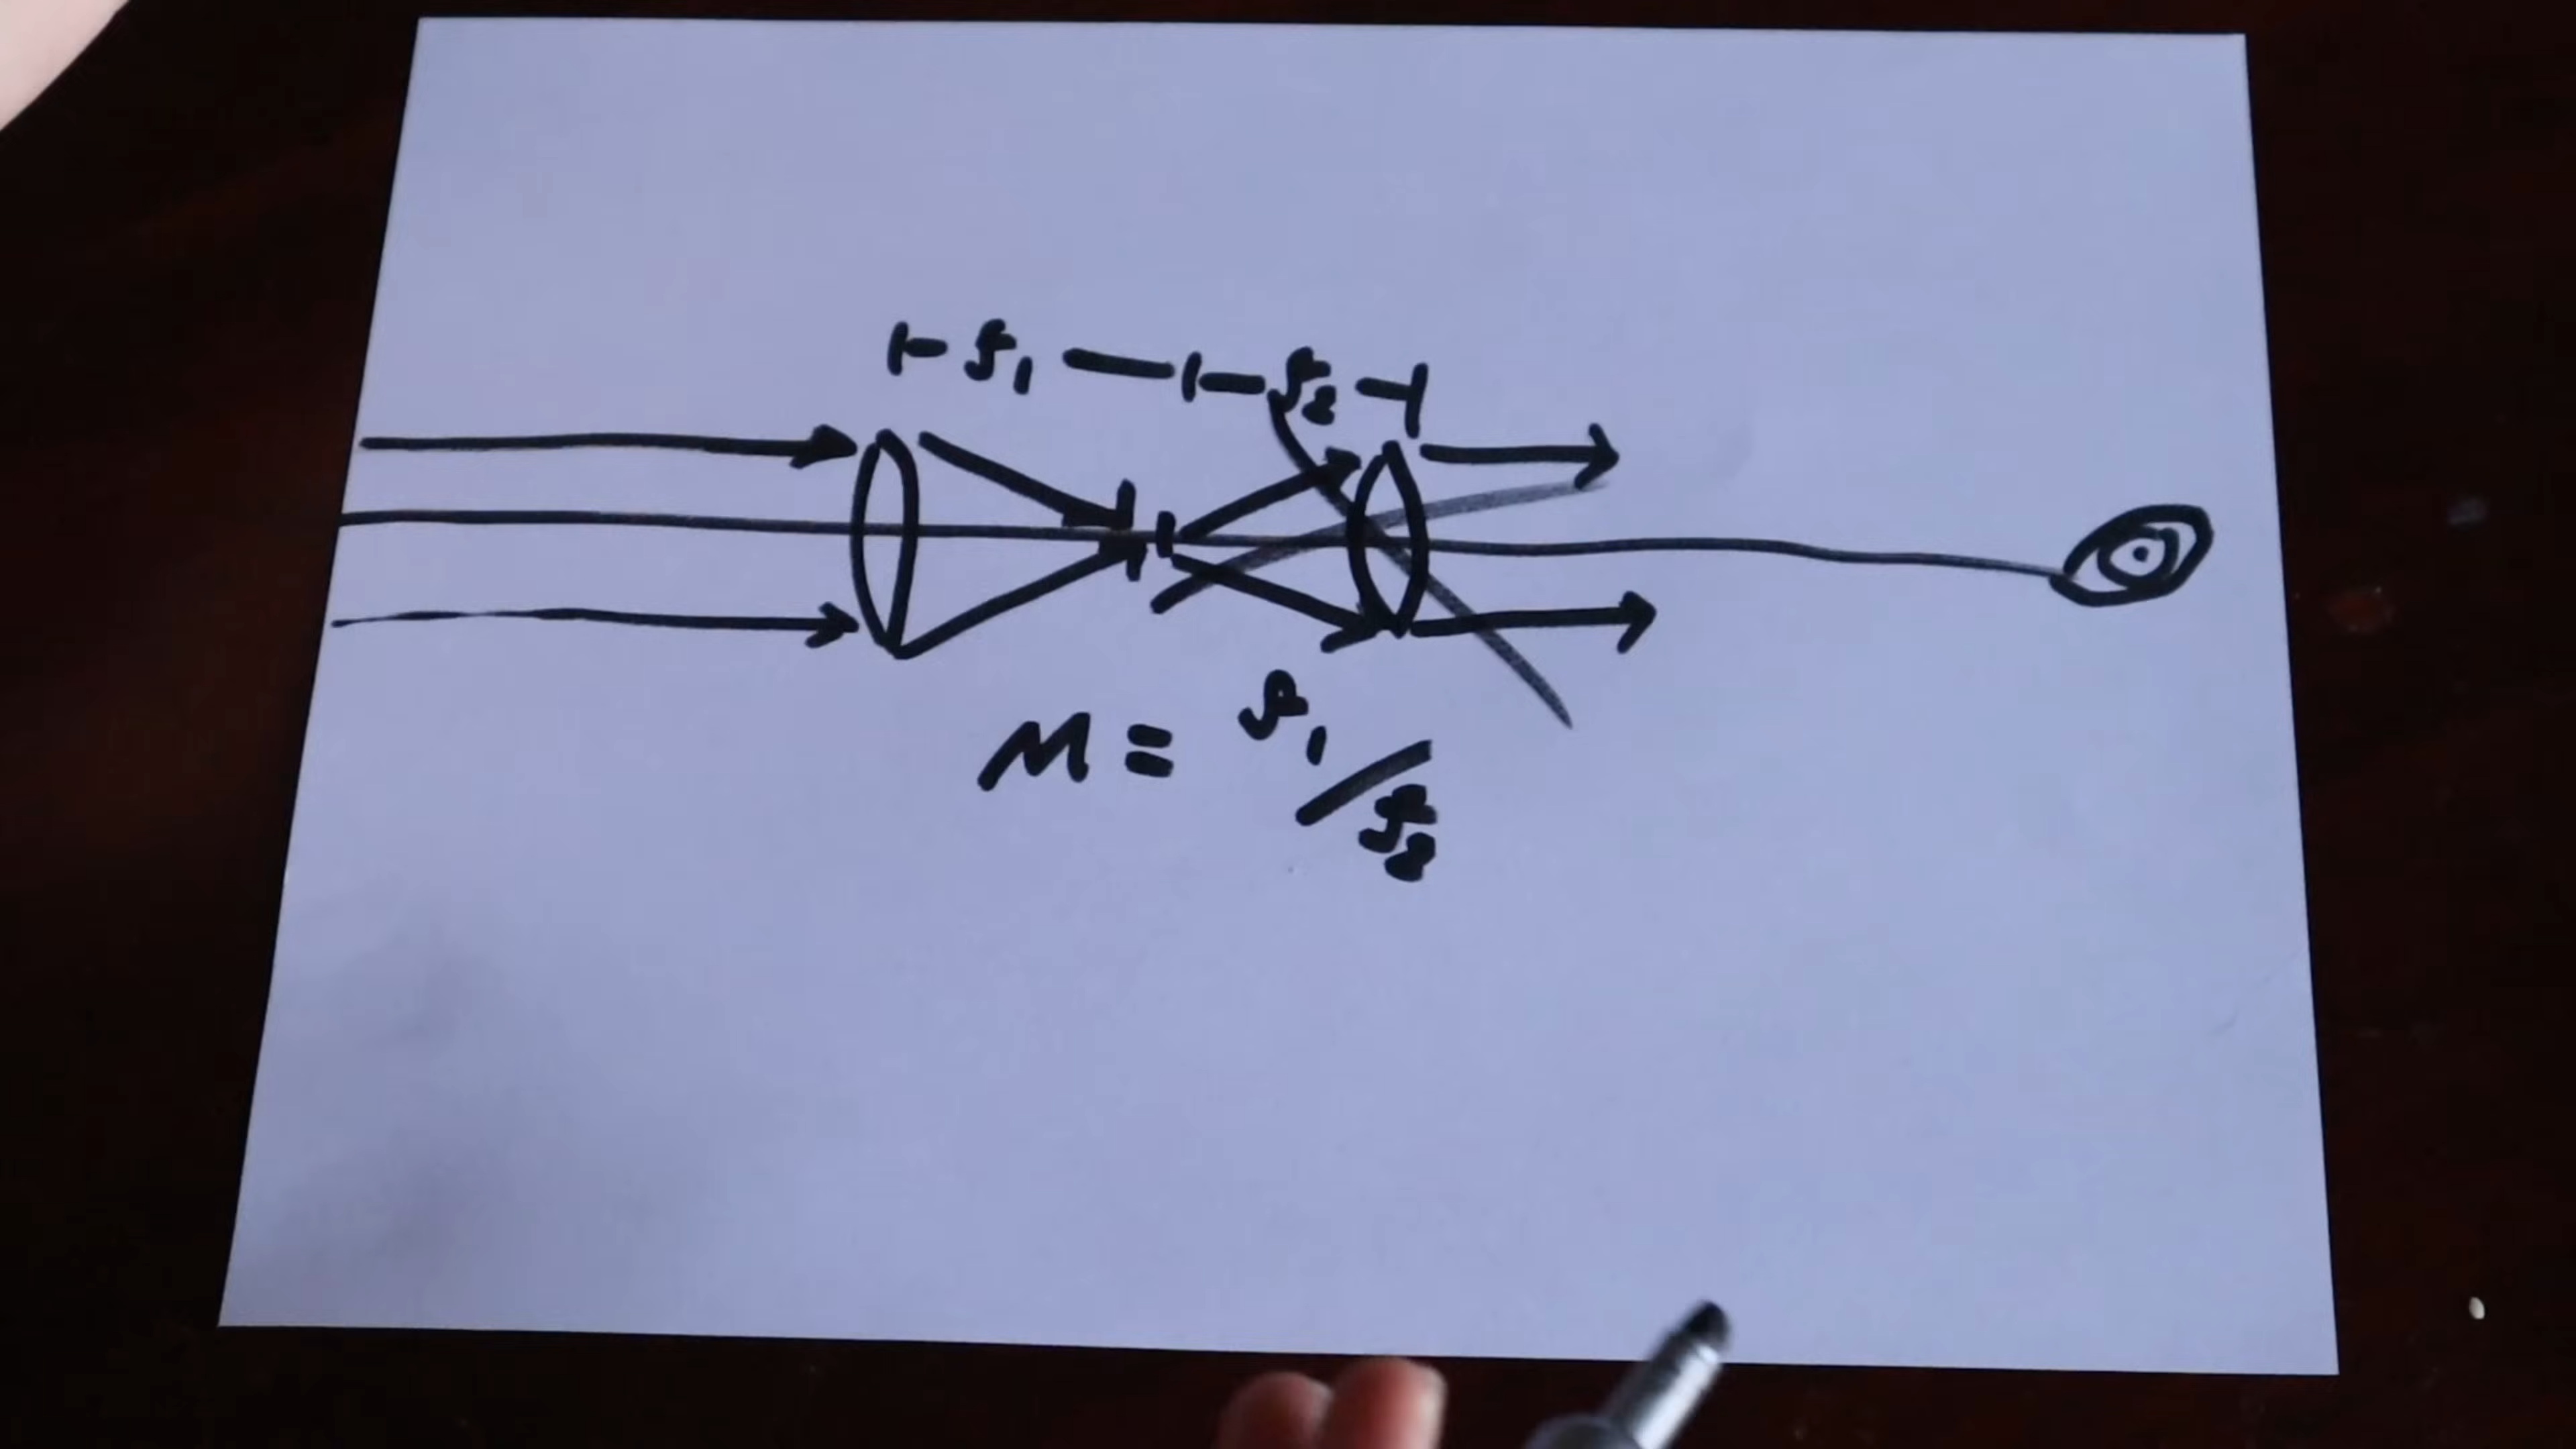 f₁ f₂
M = f₁/f₂